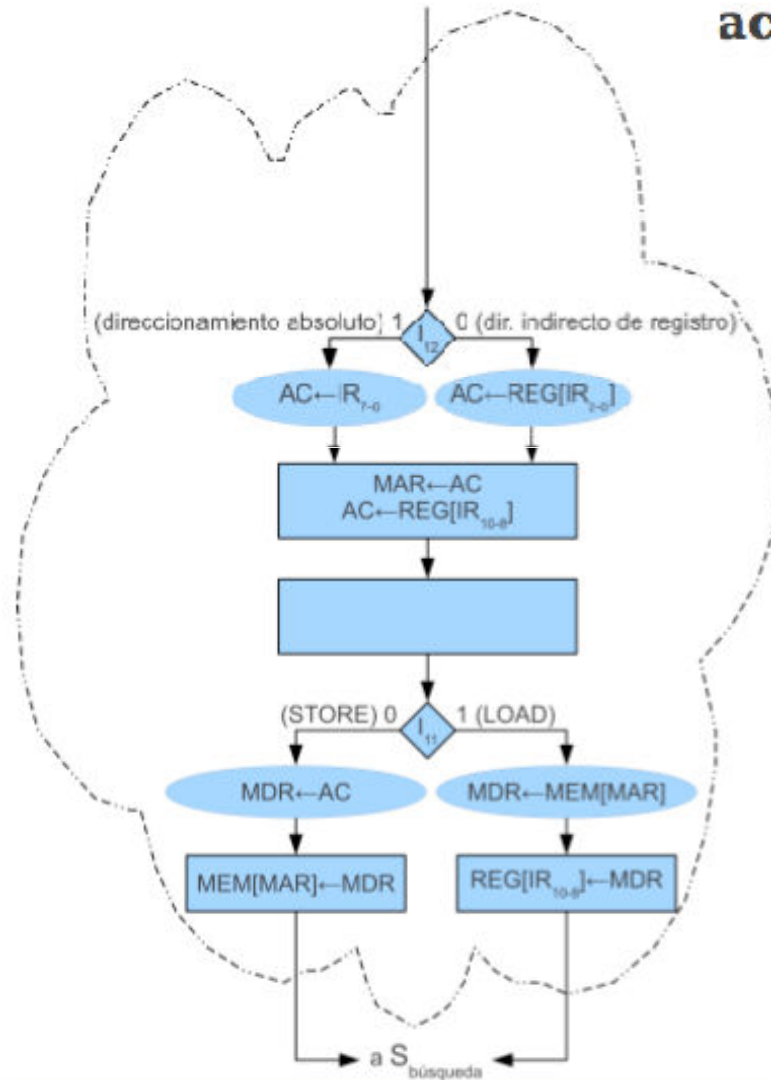 ac
(direccionamiento absoluto) 1 I₁₂ 0 (dir. indirecto de registro)
AC←IR₇₋₀ AC←REG[IR₂₋₀]
MAR←AC
AC←REG[IR₁₀₋₈]
(STORE) 0 I₁₁ 1 (LOAD)
MDR←AC MDR←MEM[MAR]
MEM[MAR]←MDR REG[IR₁₀₋₈]←MDR
a S búsqueda